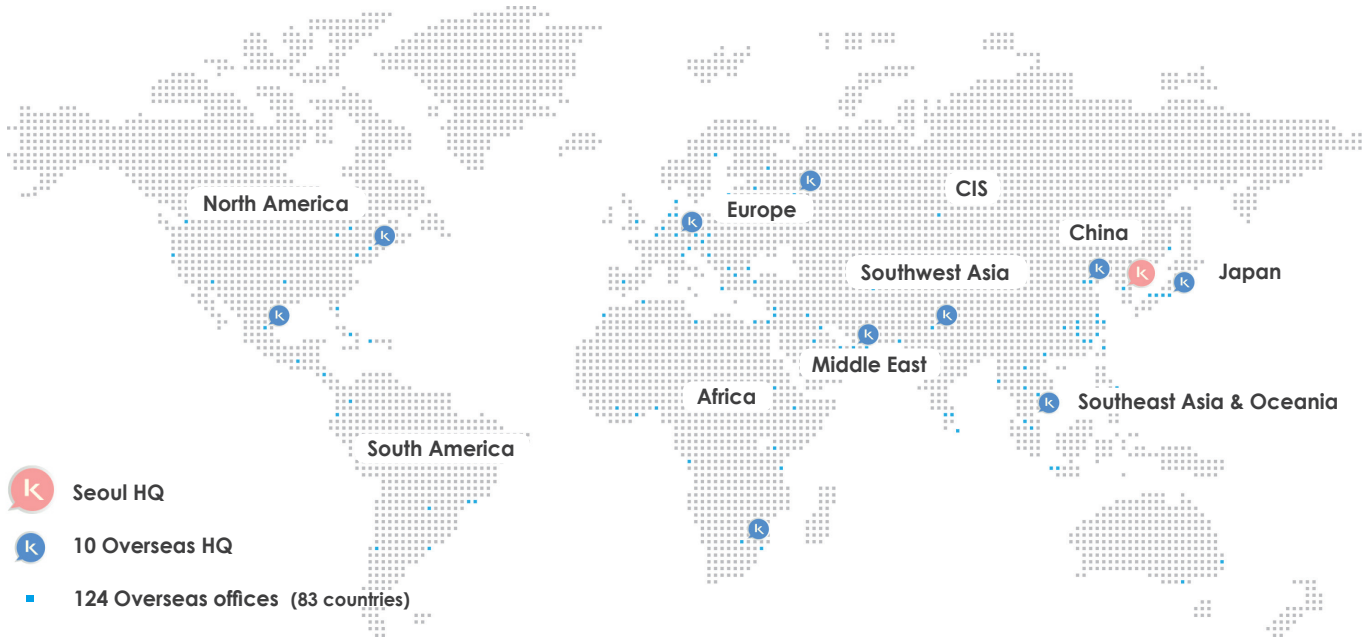 CIS
North America
Europe
China
Southwest Asia
Japan
Middle East
Africa
Southeast Asia & Oceania
South America
k Seoul HQ
k 10 Overseas HQ
124 Overseas offices (83 countries)